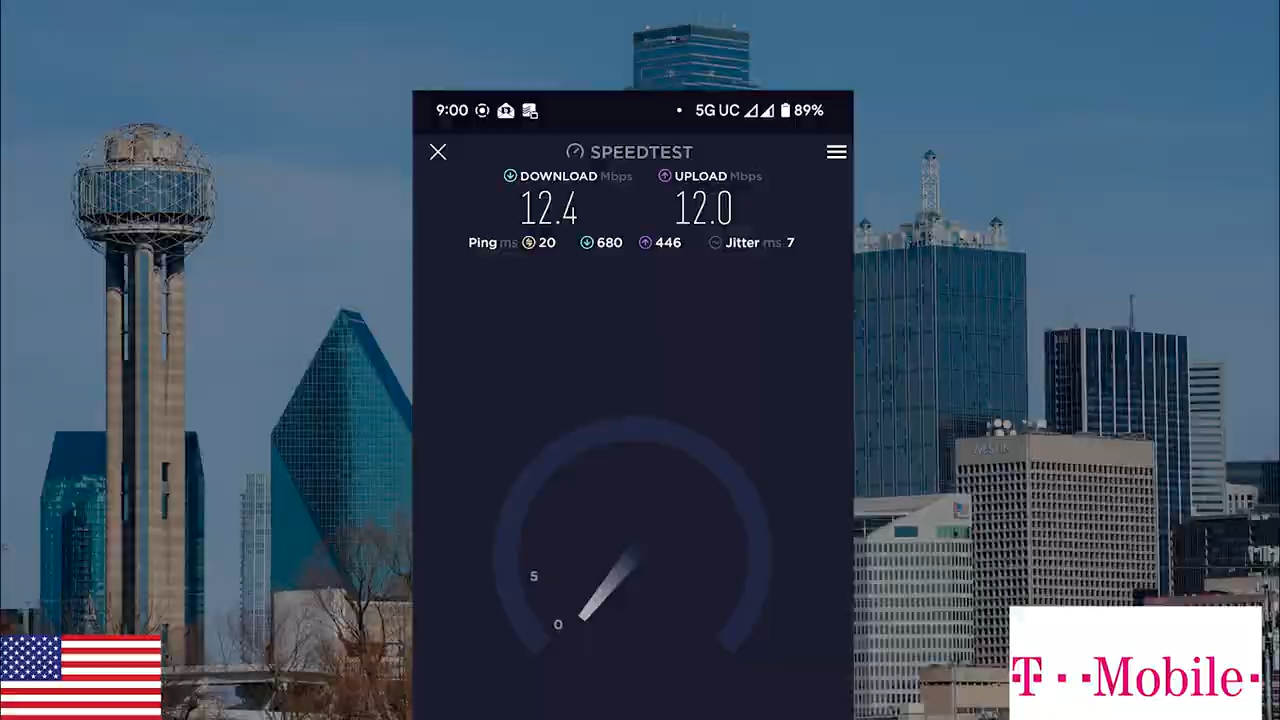 9:00 5G UC 89%
SPEEDTEST
DOWNLOAD Mbps UPLOAD Mbps
12.4 12.0
Ping ms 20 680 446 Jitter ms 7
5
0
T··Mobile·